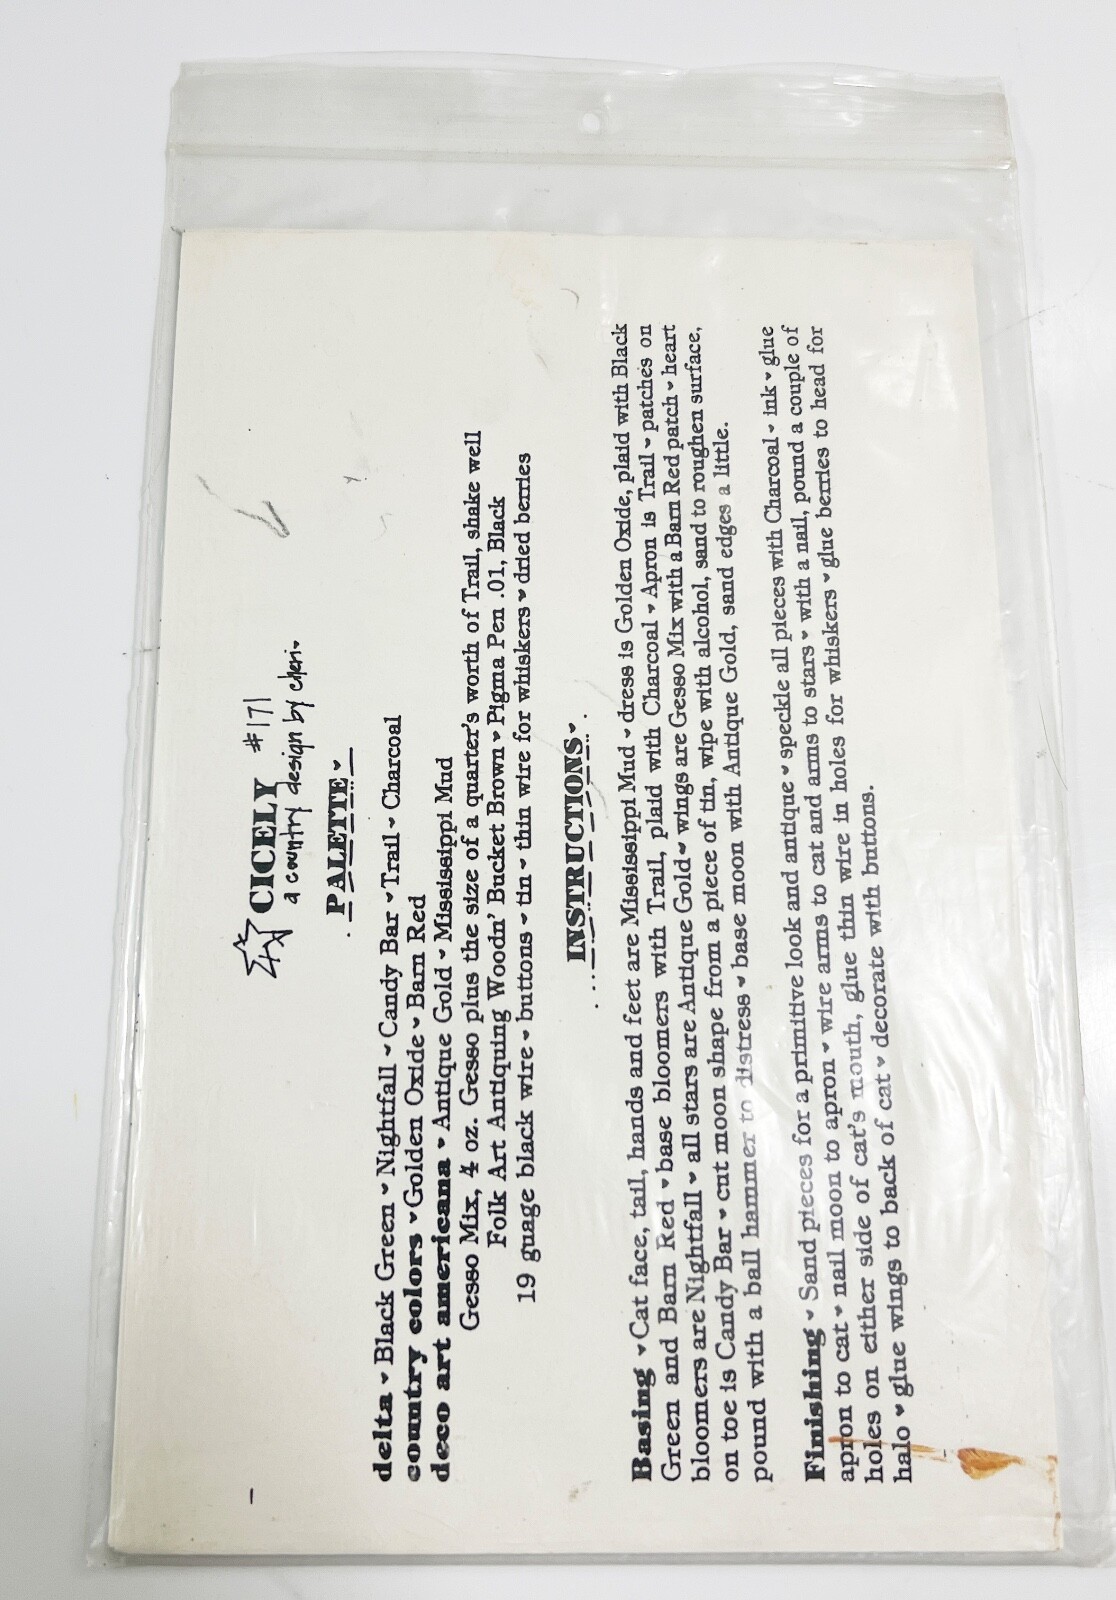 CICELY #171
a country design by cheri.
PALETTE
delta ♥ Black Green ♥ Nightfall ♥ Candy Bar ♥ Trail ♥ Charcoal
country colors ♥ Golden Oxide ♥ Barn Red
deco art americana ♥ Antique Gold ♥ Mississippi Mud
Gesso Mix, 4 oz. Gesso plus the size of a quarter's worth of Trail, shake well
Folk Art Antiquing Woodn' Bucket Brown ♥ Pigma Pen .01, Black
19 guage black wire ♥ buttons ♥ tin ♥ thin wire for whiskers ♥ dried berries
INSTRUCTIONS
Basing ♥ Cat face, tail, hands and feet are Mississippi Mud ♥ dress is Golden Oxide, plaid with Black
Green and Barn Red ♥ base bloomers with Trail, plaid with Charcoal ♥ Apron is Trail ♥ patches on
bloomers are Nightfall ♥ all stars are Antique Gold ♥ wings are Gesso Mix with a Barn Red patch ♥ heart
on toe is Candy Bar ♥ cut moon shape from a piece of tin, wipe with alcohol, sand to roughen surface,
pound with a ball hammer to distress ♥ base moon with Antique Gold, sand edges a little.
Finishing ♥ Sand pieces for a primitive look and antique ♥ speckle all pieces with Charcoal ♥ ink ♥ glue
apron to cat ♥ nail moon to apron ♥ wire arms to cat and arms to stars ♥ with a nail, pound a couple of
holes on either side of cat's mouth, glue thin wire in holes for whiskers ♥ glue berries to head for
halo ♥ glue wings to back of cat ♥ decorate with buttons.